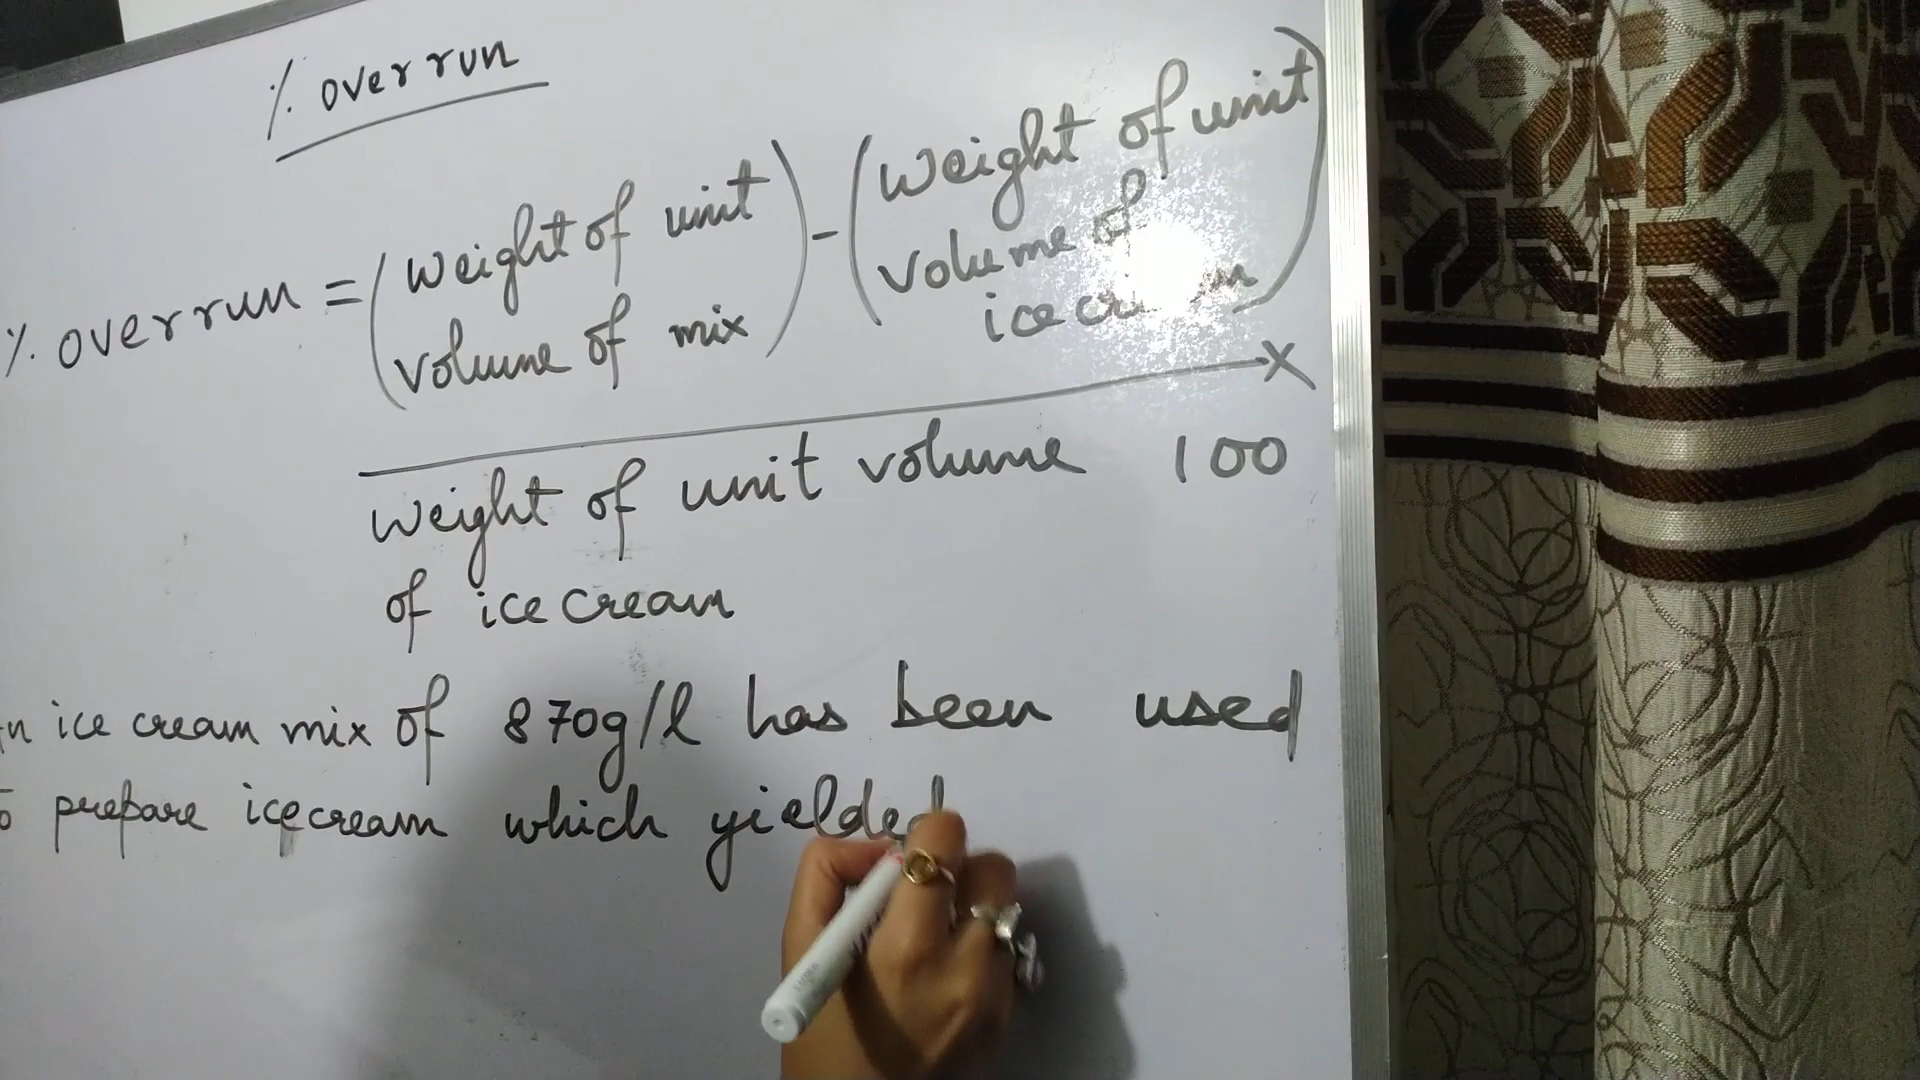 % overrun
% overrun = (weight of unit volume of mix) - (weight of unit volume of ice cream) X 100
weight of unit volume
of ice cream
n ice cream mix of 870g/l has been used
o prepare icecream which yielded